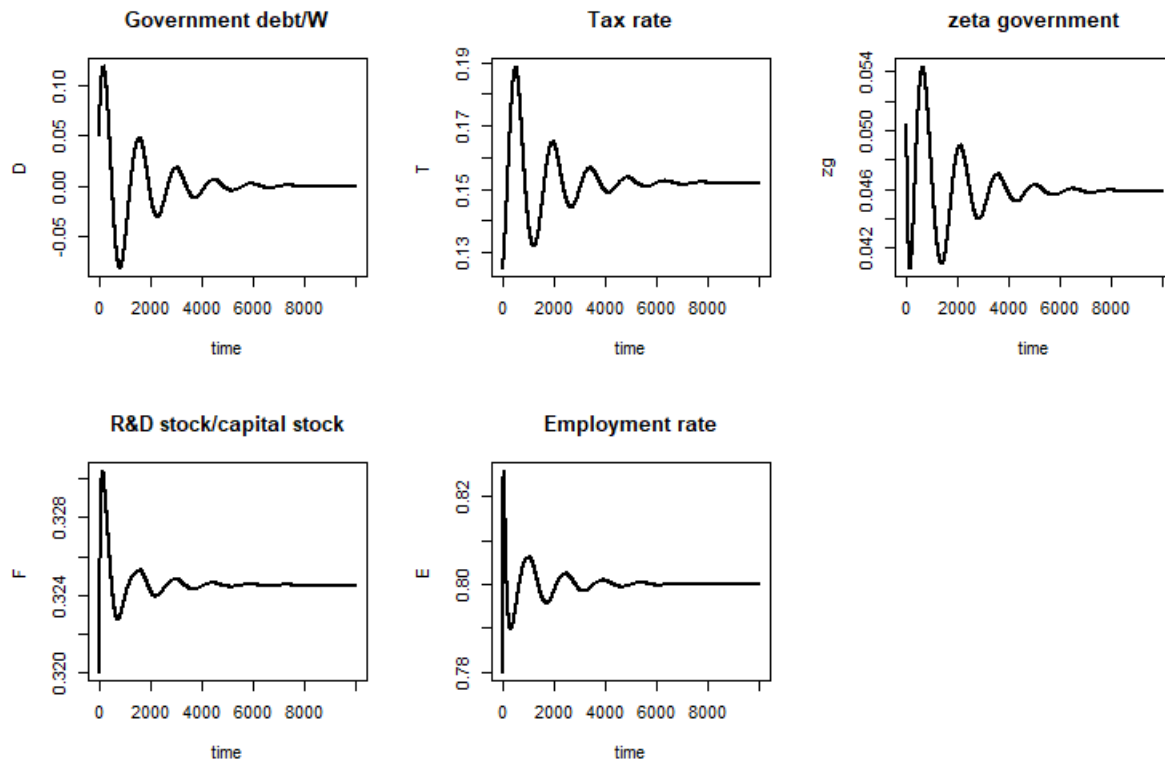 Government debt/W
D
-0.05 0.00 0.05 0.10
0 2000 4000 6000 8000
time
Tax rate
T
0.13 0.15 0.17 0.19
0 2000 4000 6000 8000
time
zeta government
zg
0.042 0.046 0.050 0.054
0 2000 4000 6000 8000
time
R&D stock/capital stock
F
0.320 0.324 0.328
0 2000 4000 6000 8000
time
Employment rate
E
0.78 0.80 0.82
0 2000 4000 6000 8000
time